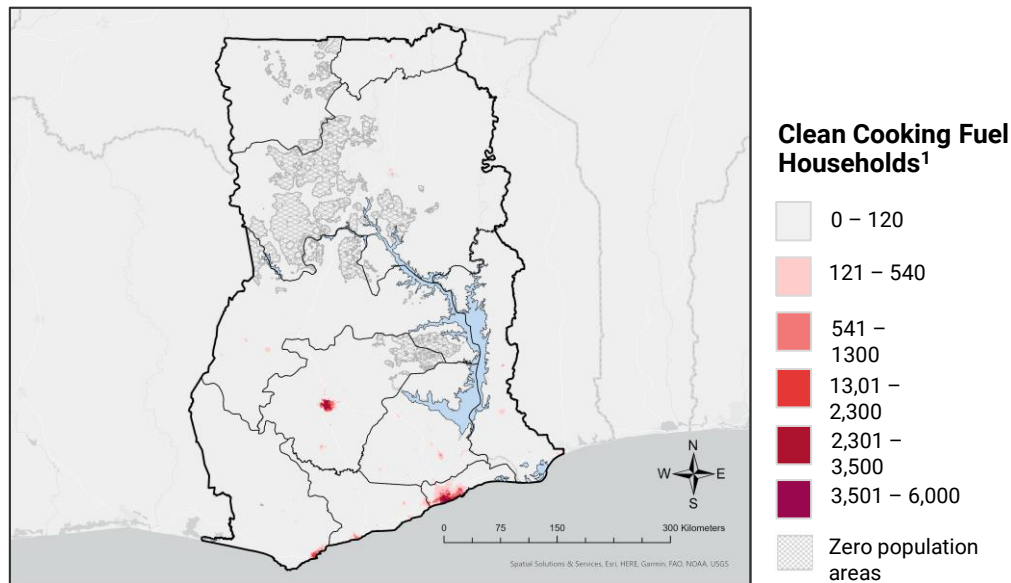 Clean Cooking Fuel
Households¹
0 – 120
121 – 540
541 –
1300
13,01 –
2,300
2,301 –
3,500
3,501 – 6,000
Zero population
areas
N
W E
S
0 75 150 300 Kilometers
Spatial Solutions & Services, Esri, HERE, Garmin, FAO, NOAA, USGS